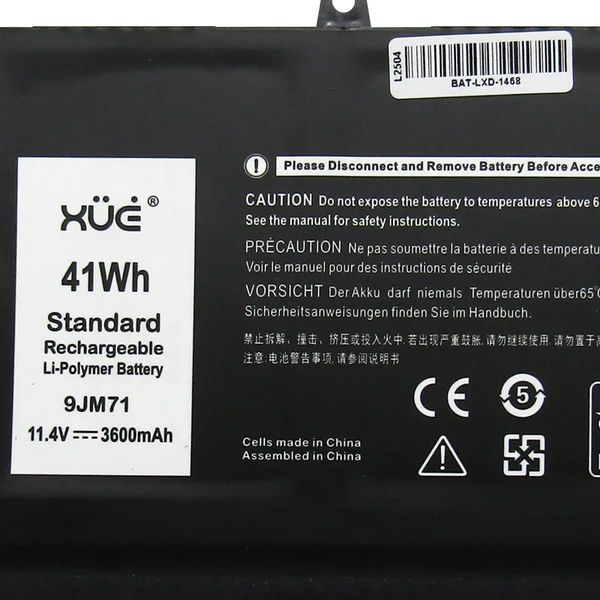 L2504
BAT-LXD-1468
XÜĖ®
41Wh
Standard
Rechargeable
Li-Polymer Battery
9JM71
11.4V 3600mAh
! Please Disconnect and Remove Battery Before Acce
CAUTION Do not expose the battery to temperatures above 6
See the manual for safety instructions.
PRÉCAUTION Ne pas soumettre la batterie à des temperatu
Voir le manuel pour des instructions de sécurité
VORSICHT Der Akku darf niemals Temperaturen über65°C
Sicherheitsanweisungen finden Sie im Handbuch.
禁止拆解、撞击、挤压或投入火中.若出现严重鼓胀.请勿继续使用.请勿置于高
注意:电池警告事项,请参阅说明书
CE 5
Cells made in China
Assembled in China